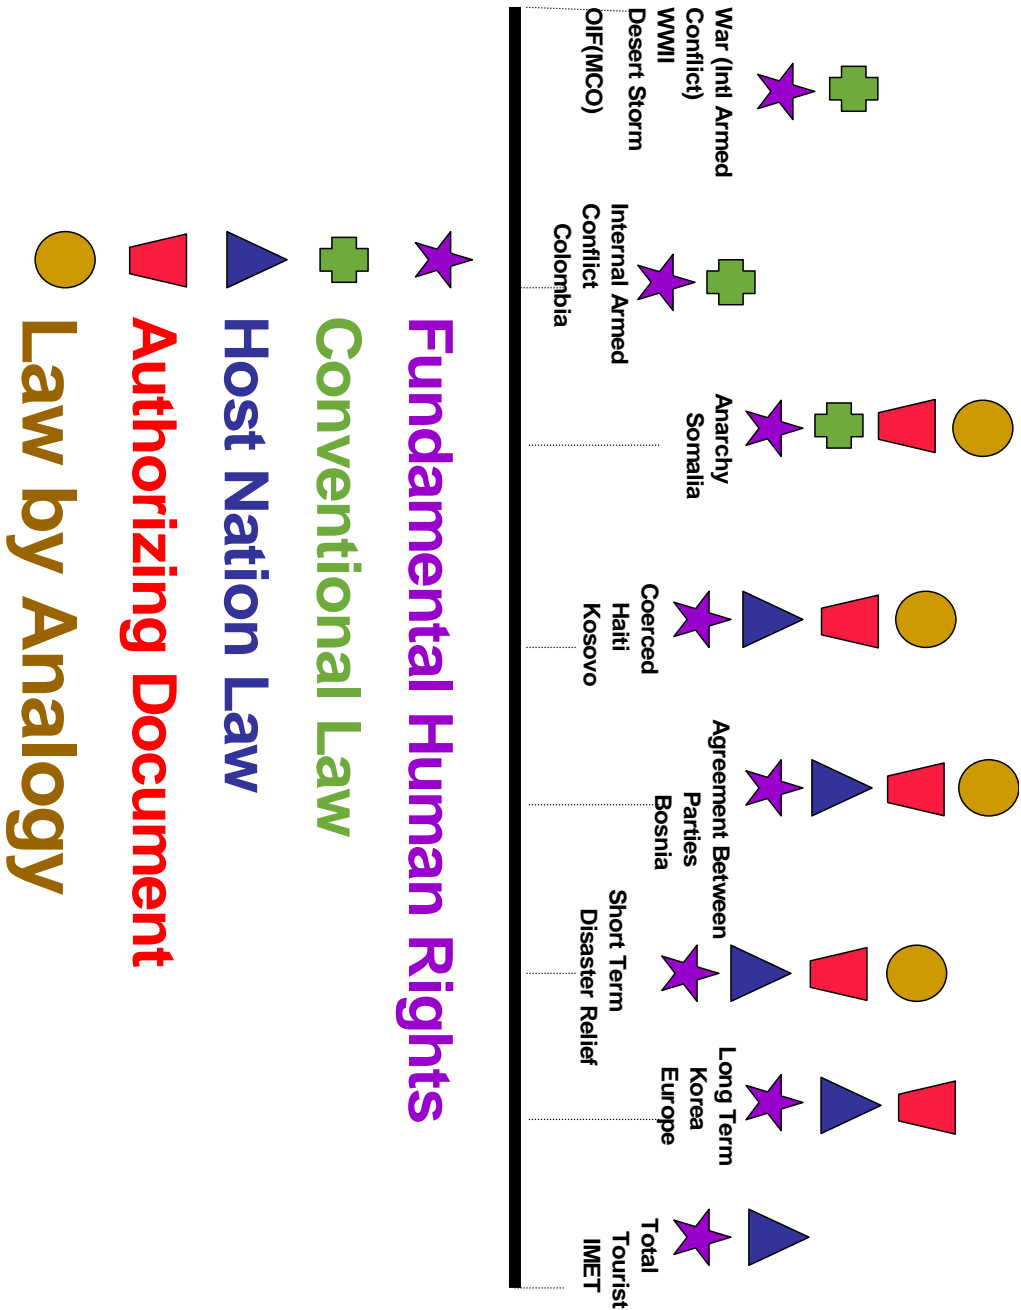 War (Intl Armed
Conflict)
WWII
Desert Storm
OIF(MCO)
Internal Armed
Conflict
Colombia
Anarchy
Somalia
Coerced
Haiti
Kosovo
Agreement Between
Parties
Bosnia
Short Term
Disaster Relief
Long Term
Korea
Europe
Total
Tourist
IMET
Fundamental Human Rights
Conventional Law
Host Nation Law
Authorizing Document
Law by Analogy